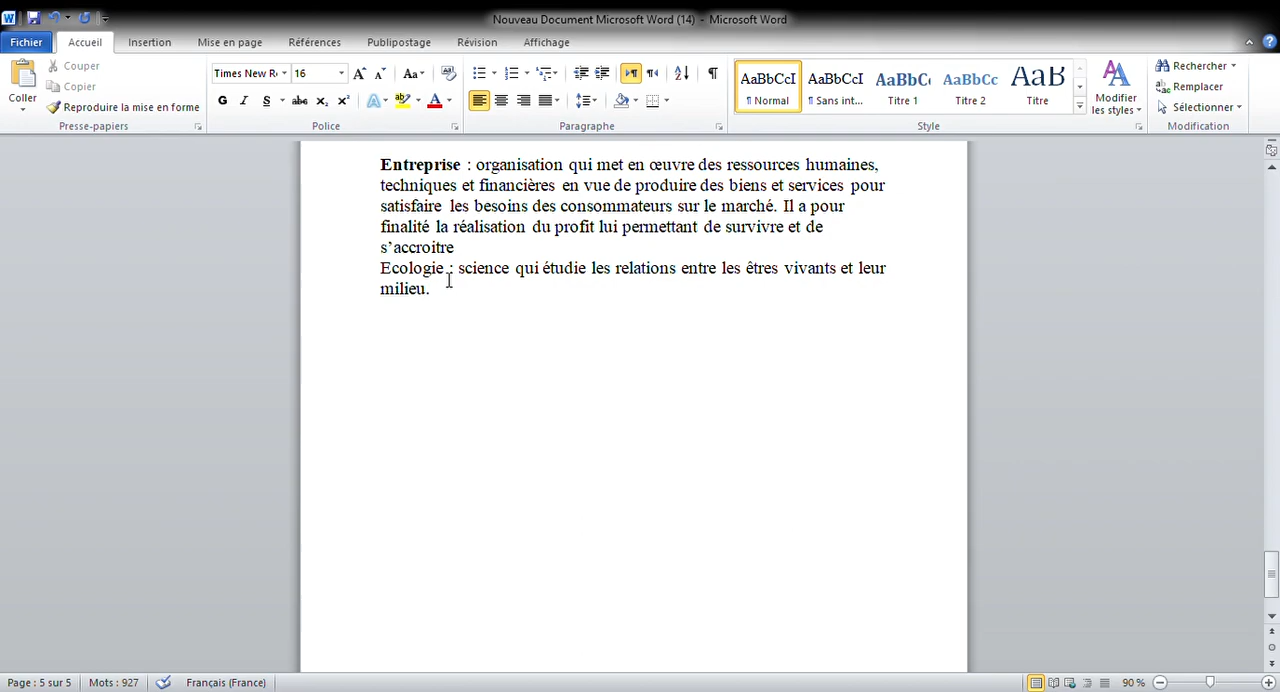 Nouveau Document Microsoft Word (14) - Microsoft Word
Fichier Accueil Insertion Mise en page Références Publipostage Révision Affichage
Coller
Couper
Copier
Reproduire la mise en forme
Presse-papiers
Times New R 16
Police
Paragraphe
AaBbCcI AaBbCcI AaBbC AaBbCc AaB
¶ Normal ¶ Sans int... Titre 1 Titre 2 Titre
Modifier les styles
Style
Rechercher
Remplacer
Sélectionner
Modification
Entreprise : organisation qui met en œuvre des ressources humaines,
techniques et financières en vue de produire des biens et services pour
satisfaire les besoins des consommateurs sur le marché. Il a pour
finalité la réalisation du profit lui permettant de survivre et de
s’accroitre
Ecologie : science qui étudie les relations entre les êtres vivants et leur
milieu.
Page : 5 sur 5 Mots : 927 Français (France) 90 %